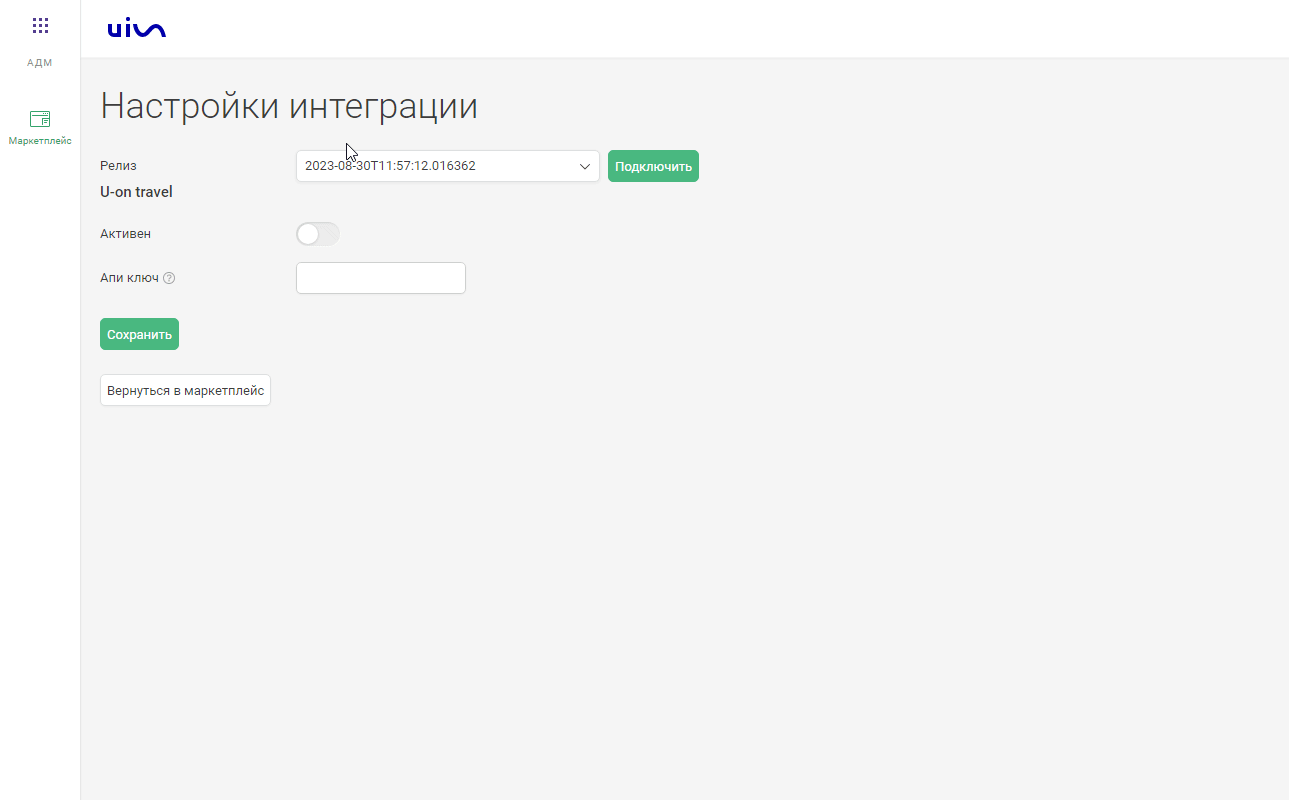 uis
АДМ
Маркетплейс
Настройки интеграции
Релиз
2023-08-30T11:57:12.016362
Подключить
U-on travel
Активен
Апи ключ ?
Сохранить
Вернуться в маркетплейс